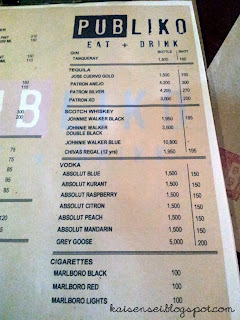 PUBLIKO
EAT + DRINK
GIN BOTTLE SHOT
TANQUERAY 1,500 150
TEQUILA
JOSE CUERVO GOLD 1,500 150
PATRON ANEJO 3,300 190
PATRON SILVER 4,200 190
PATRON XO 3,800 200
SCOTCH WHISKEY
JOHNNIE WALKER BLACK 1,950 195
JOHNNIE WALKER 3,600
DOUBLE BLACK
JOHNNIE WALKER BLUE 10,800
CHIVAS REGAL (12 yrs) 1,950 195
VODKA
ABSOLUT BLUE 1,500 150
ABSOLUT KURANT 1,500 150
ABSOLUT RASPBERRY 1,500 150
ABSOLUT CITRON 1,500 150
ABSOLUT PEACH 1,500 150
ABSOLUT MANDARIN 1,500 150
GREY GOOSE 5,000 200
CIGARETTES
MARLBORO BLACK 100
MARLBORO RED 100
MARLBORO LIGHTS 100
kaisensei.blogspot.com